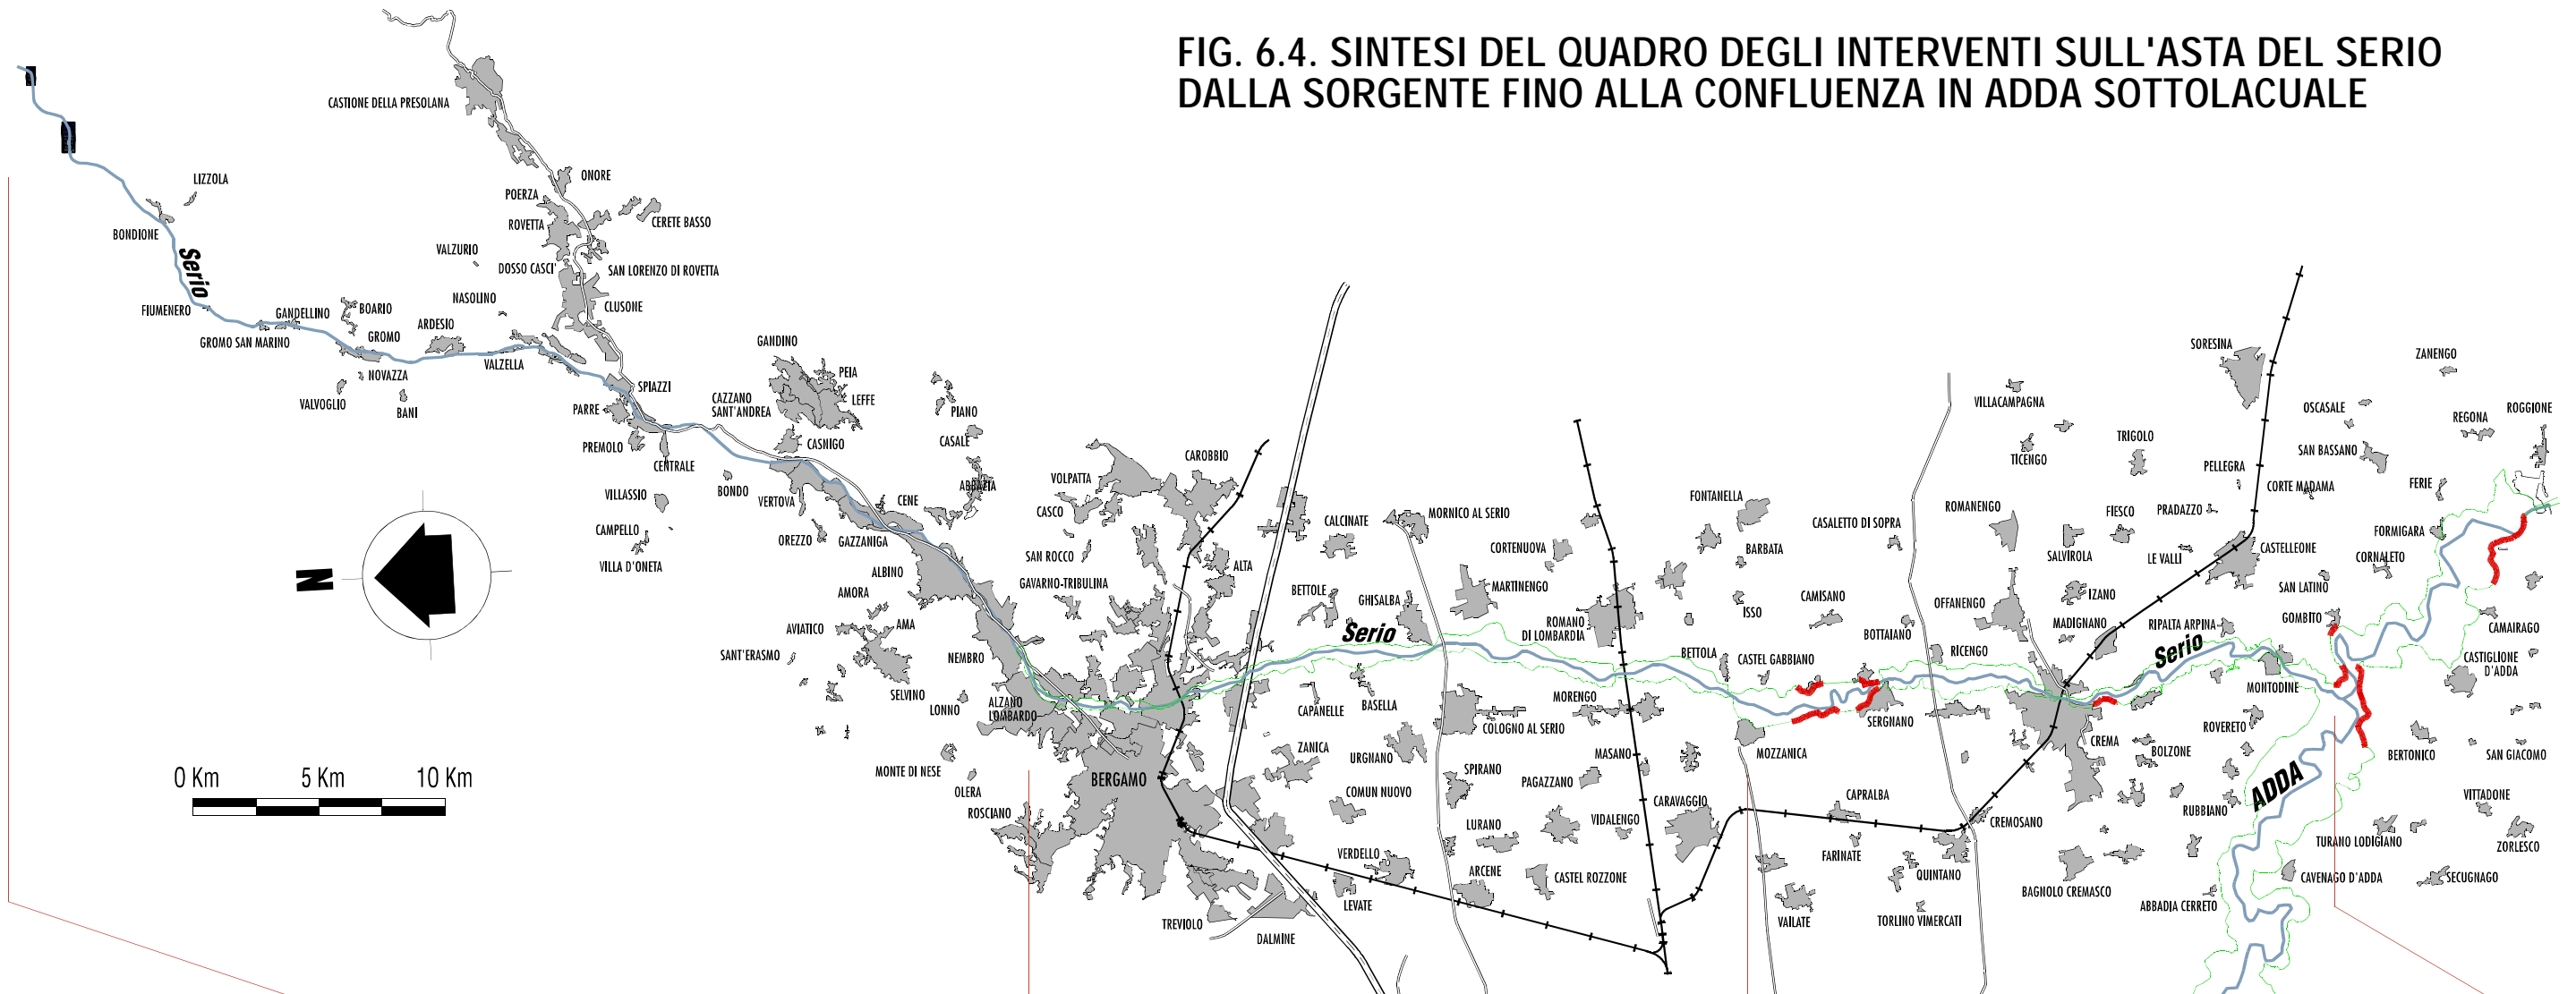 FIG. 6.4. SINTESI DEL QUADRO DEGLI INTERVENTI SULL'ASTA DEL SERIO
DALLA SORGENTE FINO ALLA CONFLUENZA IN ADDA SOTTOLACUALE
CASTIONE DELLA PRESOLANA
LIZZOLA
BONDIONE
Serio
FIUMENERO
GROMO SAN MARINO
GANDELLINO
BOARIO
GROMO
NOVAZZA
VALVOGLIO
BANI
ARDESIO
NASOLINO
VALZURIO
VALZELLA
ONORE
POERZA
ROVETTA
CERETE BASSO
DOSSO CASCI'
SAN LORENZO DI ROVETTA
CLUSONE
SPIAZZI
PARRE
PREMOLO
CENTRALE
VILLASSIO
CAMPELLO
VILLA D'ONETA
BONDO
GANDINO
PEIA
LEFFE
CAZZANO
SANT'ANDREA
CASNIGO
VERTOVA
OREZZO
GAZZANIGA
CENE
PIANO
CASALE
ABBAZIA
ALBINO
AMORA
AMA
AVIATICO
SANT'ERASMO
SELVINO
LONNO
NEMBRO
ALZANO
LOMBARDO
MONTE DI NESE
OLERA
ROSCIANO
BERGAMO
VOLPATTA
CASCO
SAN ROCCO
GAVARNO-TRIBULINA
CAROBBIO
ALTA
TREVIOLO
DALMINE
N
0 Km
5 Km
10 Km
CALCINATE
MORNICO AL SERIO
BETTOLE
GHISALBA
Serio
MARTINENGO
CORTENUOVA
ROMANO
DI LOMBARDIA
CAPANELLE
BASELLA
ZANICA
URGNANO
COLOGNO AL SERIO
COMUN NUOVO
SPIRANO
LURANO
VERDELLO
LEVATE
ARCENE
CASTEL ROZZONE
PAGAZZANO
VIDALENGO
MASANO
MORENGO
CARAVAGGIO
FONTANELLA
BARBATA
ISSO
BETTOLA
CASTEL GABBIANO
CAMISANO
CASALETTO DI SOPRA
BOTTAIANO
MOZZANICA
SERGNANO
CAPRALBA
FARINATE
VAILATE
QUINTANO
TORLINO VIMERCATI
CREMOSANO
RICENGO
OFFANENGO
ROMANENGO
VILLACAMPAGNA
TICENGO
TRIGOLO
SALVIROLA
FIESCO
IZANO
MADIGNANO
RIPALTA ARPINA
Serio
CREMA
BOLZONE
BAGNOLO CREMASCO
ROVERETO
RUBBIANO
ABBADIA CERRETO
SORESINA
PELLEGRA
PRADAZZO
LE VALLI
CASTELLEONE
CORTE MADAMA
SAN BASSANO
OSCASALE
ZANENGO
REGONA
ROGGIONE
FERIE
FORMIGARA
CORNALETO
SAN LATINO
GOMBITO
MONTODINE
CAMAIRAGO
CASTIGLIONE
D'ADDA
BERTONICO
SAN GIACOMO
VITTADONE
ZORLESCO
TURANO LODIGIANO
CAVENAGO D'ADDA
SECUGNAGO
ADDA